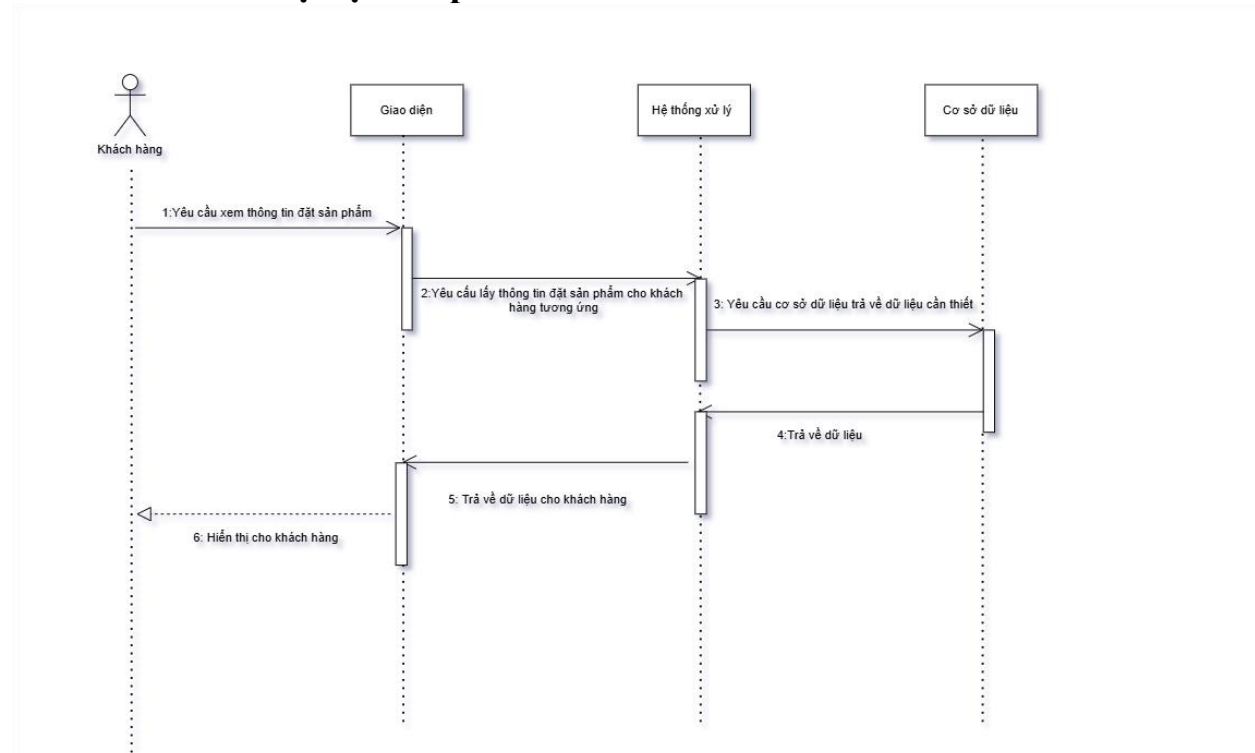 Khách hàng
Giao diện
Hệ thống xử lý
Cơ sở dữ liệu
1:Yêu cầu xem thông tin đặt sản phẩm
2:Yêu cấu lấy thông tin đặt sản phẩm cho khách
hàng tương ứng
3: Yêu cầu cơ sở dữ liệu trả về dữ liệu cần thiết
4:Trả về dữ liệu
5: Trả về dữ liệu cho khách hàng
6: Hiển thị cho khách hàng